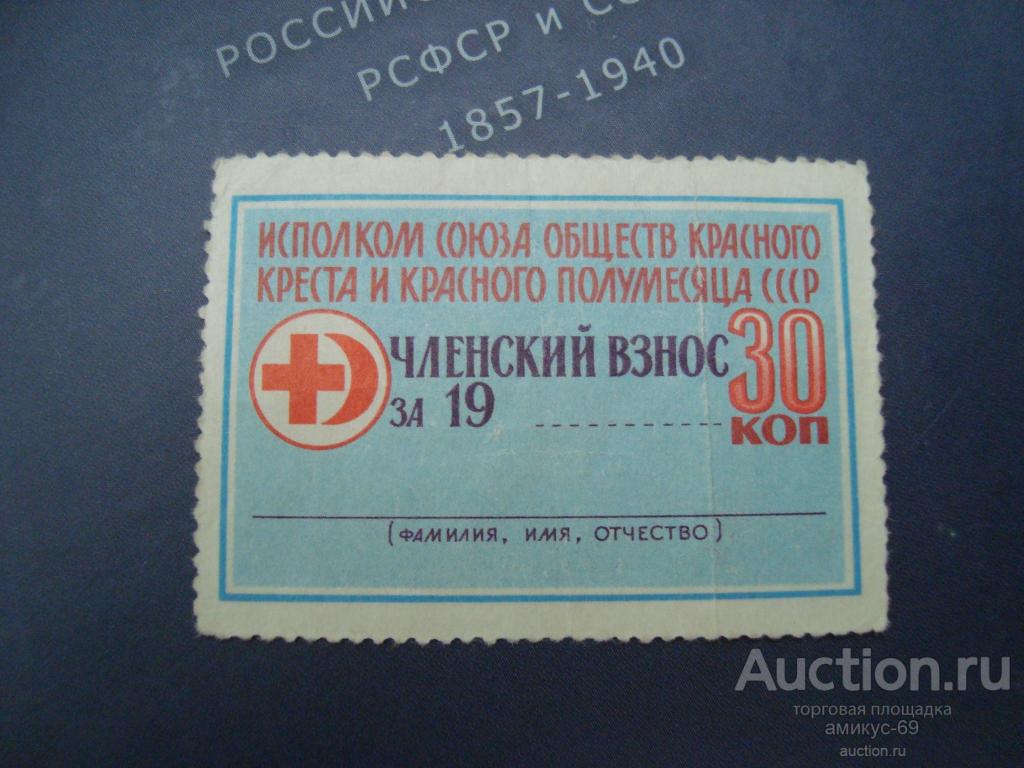 РОССИЙС
РСФСР и СС
1857-1940
ИСПОЛКОМ СОЮЗА ОБЩЕСТВ КРАСНОГО
КРЕСТА И КРАСНОГО ПОЛУМЕСЯЦА СССР
ЧЛЕНСКИЙ ВЗНОС
ЗА 19
30
КОП
(ФАМИЛИЯ, ИМЯ, ОТЧЕСТВО)
Auction.ru
торговая площадка
амикус-69
auction.ru